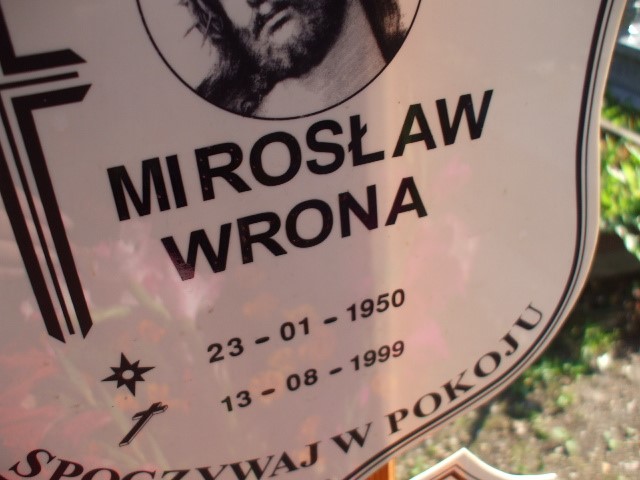 MIROSŁAW
WRONA
23-01-1950
13-08-1999
SPOCZYWAJ W POKOJU